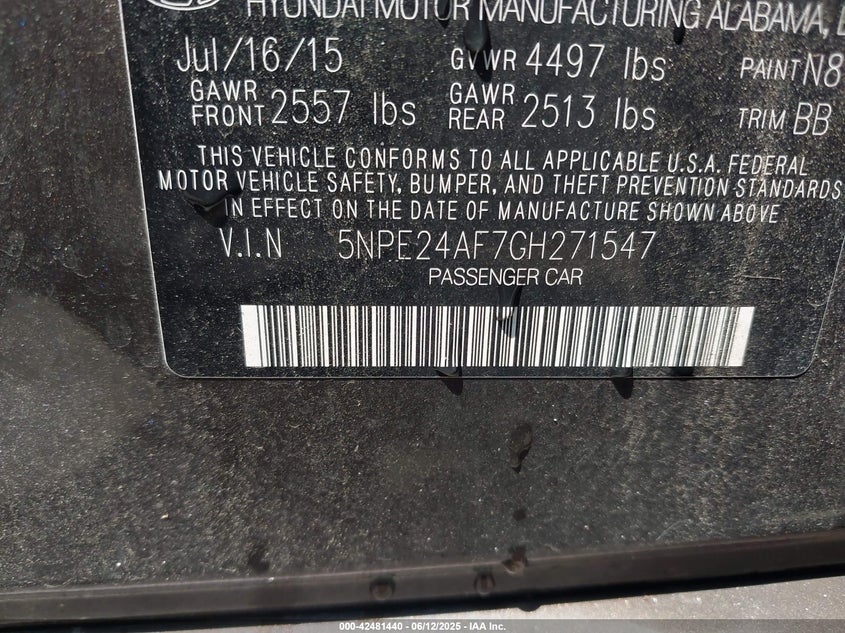 HYUNDAI MOTOR MANUFACTURING ALABAMA,
Jul/16/15 GVWR 4497 lbs PAINT N8
GAWR FRONT 2557 lbs GAWR REAR 2513 lbs TRIM BB
THIS VEHICLE CONFORMS TO ALL APPLICABLE U.S.A. FEDERAL
MOTOR VEHICLE SAFETY, BUMPER, AND THEFT PREVENTION STANDARDS
IN EFFECT ON THE DATE OF MANUFACTURE SHOWN ABOVE
V.I.N 5NPE24AF7GH271547
PASSENGER CAR
000-42481440 - 06/12/2025 - IAA Inc.